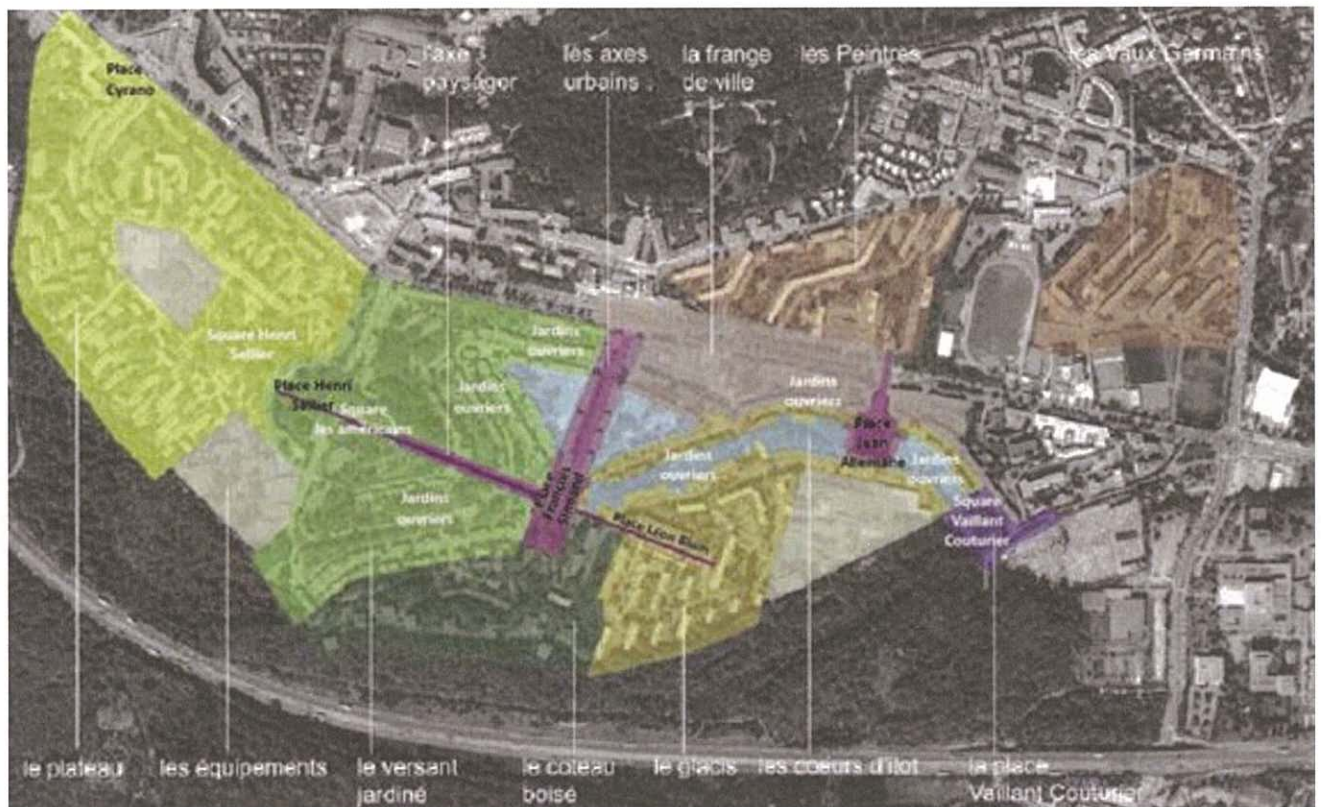 l'axe
paysager
les axes
urbains
la frange
de ville
les Peintres
les Vaux Germains
Place
Cyrano
Square Henri
Sellier
Place Henri
Sellier
Square
les américains
Jardins
ouvriers
Jardins
ouvriers
Jardins
ouvriers
Jardins
ouvriers
Jardins
ouvriers
Place
Jean
Allemane
Jardins
ouvriers
Place Léon Blum
Square
Vaillant
Couturier
le plateau
les équipements
le versant
jardiné
le coteau
boisé
le glacis
les coeurs d'îlot
la place
Vaillant Couturier